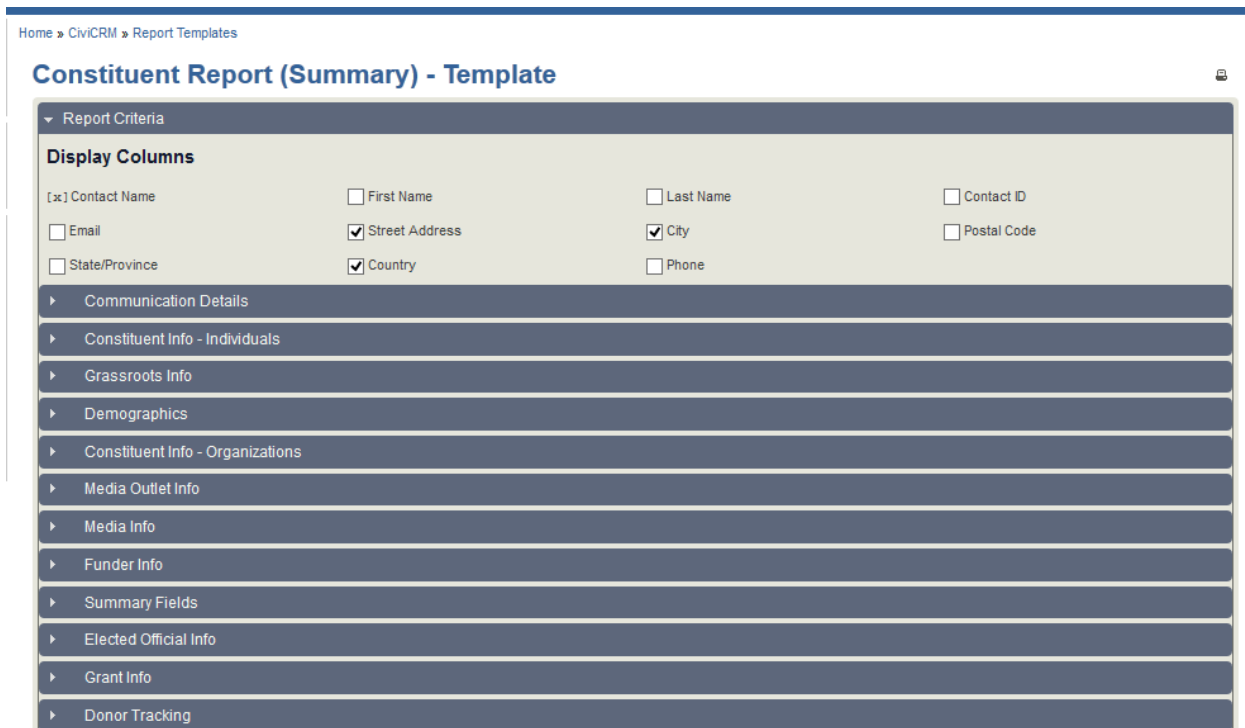 Home » CiviCRM » Report Templates
Constituent Report (Summary) - Template
Report Criteria
Display Columns
[x] Contact Name First Name Last Name Contact ID
Email Street Address City Postal Code
State/Province Country Phone
Communication Details
Constituent Info - Individuals
Grassroots Info
Demographics
Constituent Info - Organizations
Media Outlet Info
Media Info
Funder Info
Summary Fields
Elected Official Info
Grant Info
Donor Tracking